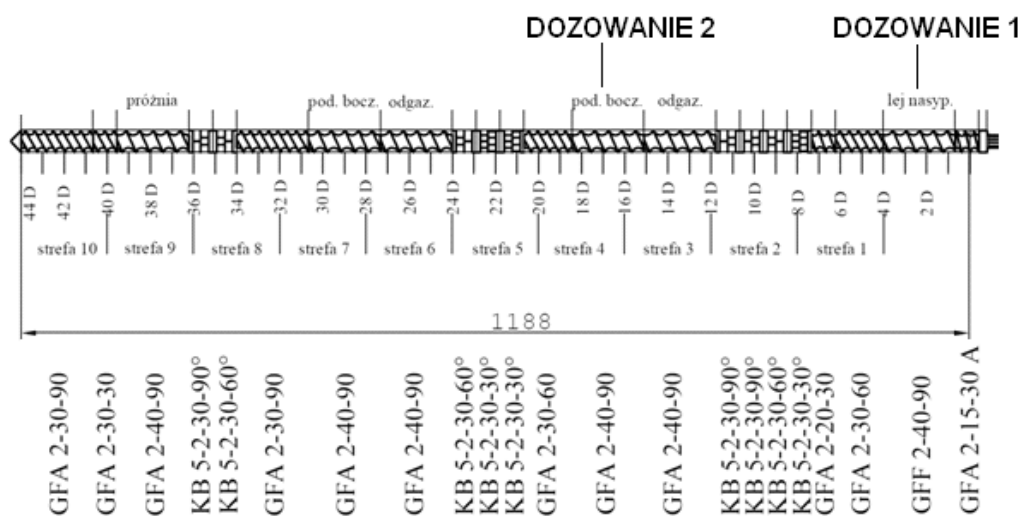 DOZOWANIE 2 DOZOWANIE 1
próżnia pod. bocz. odgaz. pod. bocz. odgaz. lej nasyp.
44 D 42 D 40 D 38 D 36 D 34 D 32 D 30 D 28 D 26 D 24 D 22 D 20 D 18 D 16 D 14 D 12 D 10 D 8 D 6 D 4 D 2 D
strefa 10 strefa 9 strefa 8 strefa 7 strefa 6 strefa 5 strefa 4 strefa 3 strefa 2 strefa 1
1188
GFA 2-30-90
GFA 2-30-30
GFA 2-40-90
KB 5-2-30-90°
KB 5-2-30-60°
GFA 2-30-90
GFA 2-40-90
GFA 2-40-90
KB 5-2-30-60°
KB 5-2-30-30°
KB 5-2-30-30°
GFA 2-30-60
GFA 2-40-90
GFA 2-40-90
KB 5-2-30-90°
KB 5-2-30-90°
KB 5-2-30-60°
KB 5-2-30-30°
GFA 2-20-30
GFA 2-30-60
GFF 2-40-90
GFA 2-15-30 A